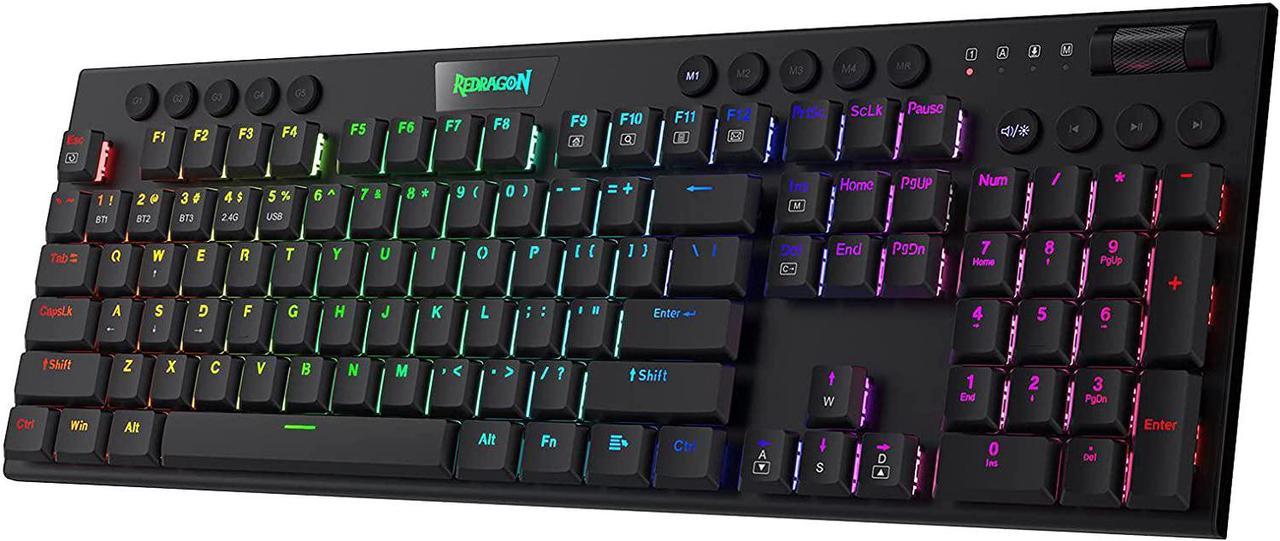 REDRAGON
G1 G2 G3 G4 G5
M1 M2 M3 M4 MR
1 A M
Esc F1 F2 F3 F4 F5 F6 F7 F8 F9 F10 F11 F12 PrtSc ScLk Pause
1 ! 2 @ 3 # 4 $ 5 % 6 ^ 7 & 8 * 9 ( 0 ) - - = + ← Ins Home PgUp Num / * -
BT1 BT2 BT3 2.4G USB M
Tab Q W E R T Y U I O P [ { ] } \ | Del End PgDn 7 8 9 +
↑ C→ Home ↑ PgUp
CapsLk A S D F G H J K L ; : ' " Enter 4 5 6
← ↓ →
↑Shift Z X C V B N M , < . > / ? ↑Shift ↑ 1 2 3 Enter
W End ↓ PgDn
Ctrl Win Alt Alt Fn Ctrl ← ↓ → 0 .
A S D Ins Del